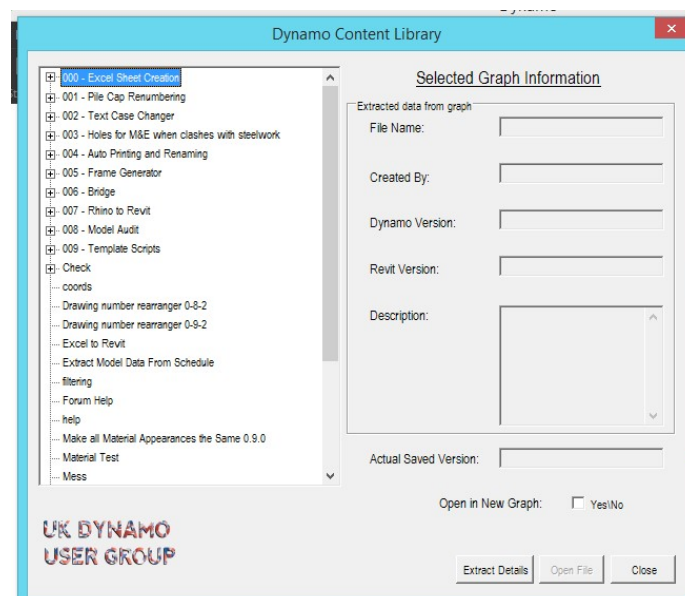 Dynamo Content Library
000 - Excel Sheet Creation
001 - Pile Cap Renumbering
002 - Text Case Changer
003 - Holes for M&E when clashes with steelwork
004 - Auto Printing and Renaming
005 - Frame Generator
006 - Bridge
007 - Rhino to Revit
008 - Model Audit
009 - Template Scripts
Check
coords
Drawing number rearranger 0-8-2
Drawing number rearranger 0-9-2
Excel to Revit
Extract Model Data From Schedule
filtering
Forum Help
help
Make all Material Appearances the Same 0.9.0
Material Test
Mess
UK DYNAMO
USER GROUP
Selected Graph Information
Extracted data from graph
File Name:
Created By:
Dynamo Version:
Revit Version:
Description:
Actual Saved Version:
Open in New Graph: Yes\No
Extract Details Open File Close